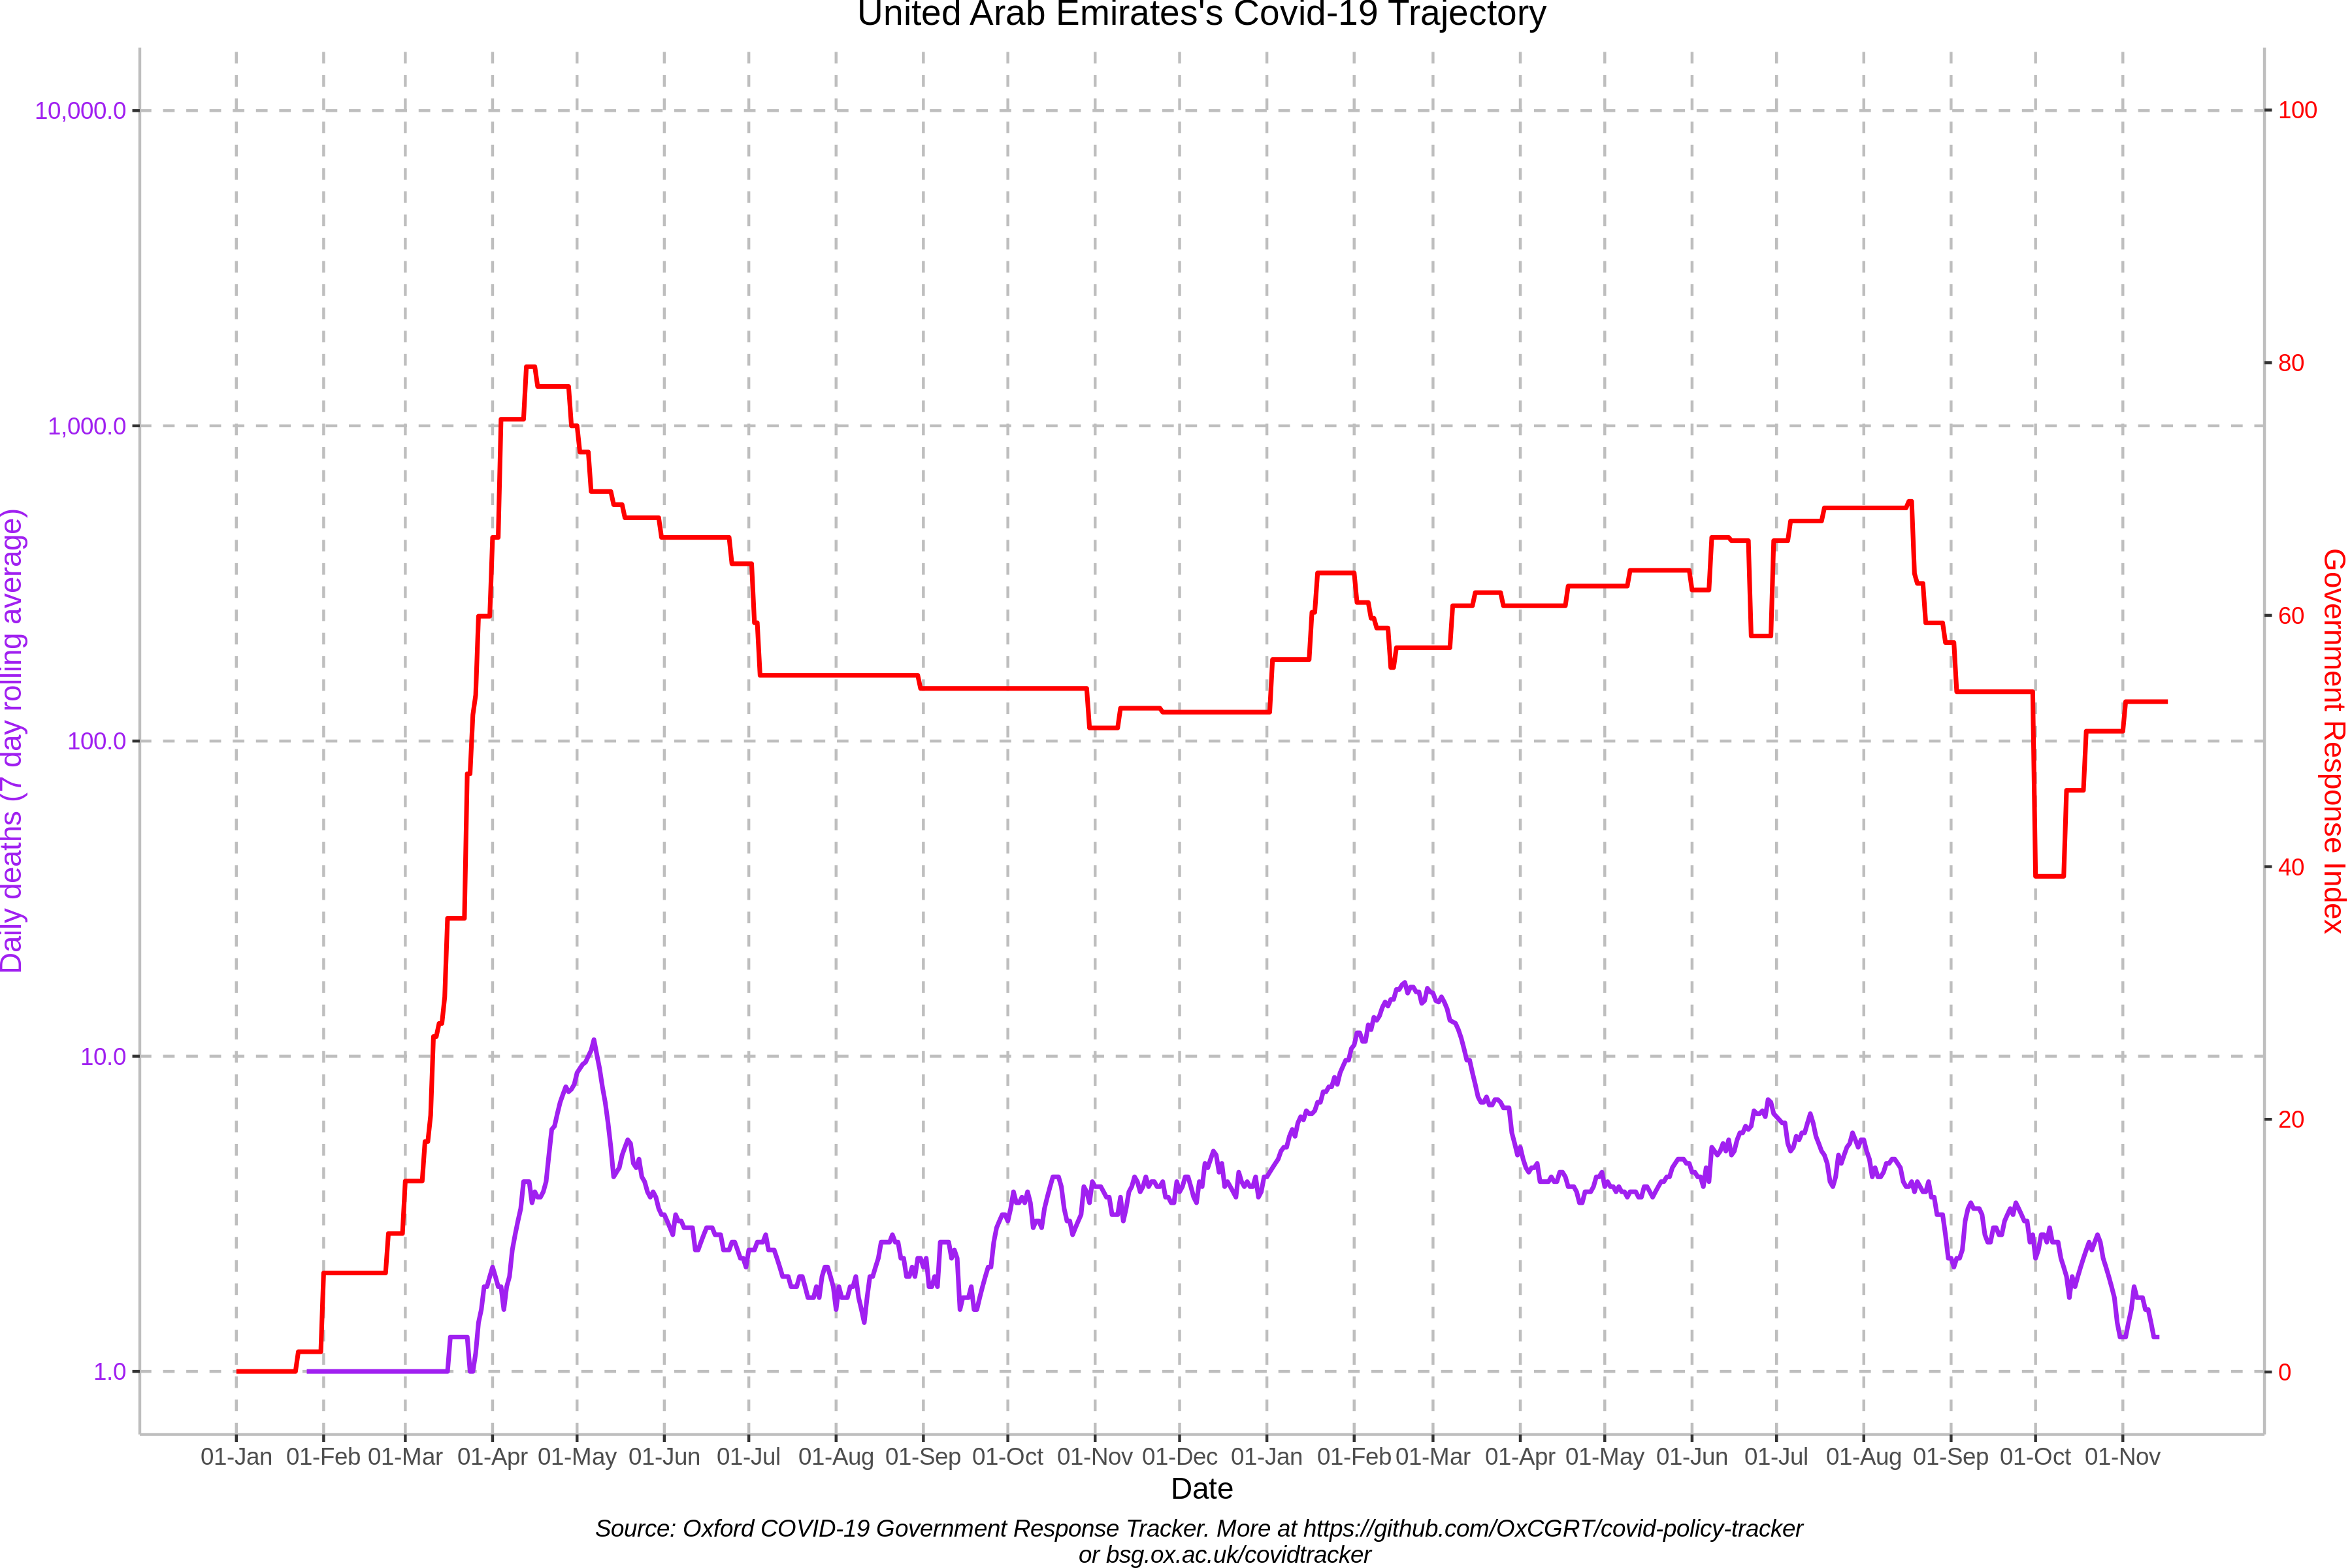 United Arab Emirates's Covid-19 Trajectory
10,000.0
1,000.0
100.0
10.0
1.0
Daily deaths (7 day rolling average)
100
80
60
40
20
0
Government Response Index
01-Jan 01-Feb 01-Mar 01-Apr 01-May 01-Jun 01-Jul 01-Aug 01-Sep 01-Oct 01-Nov 01-Dec 01-Jan 01-Feb 01-Mar 01-Apr 01-May 01-Jun 01-Jul 01-Aug 01-Sep 01-Oct 01-Nov
Date
Source: Oxford COVID-19 Government Response Tracker. More at https://github.com/OxCGRT/covid-policy-tracker
or bsg.ox.ac.uk/covidtracker